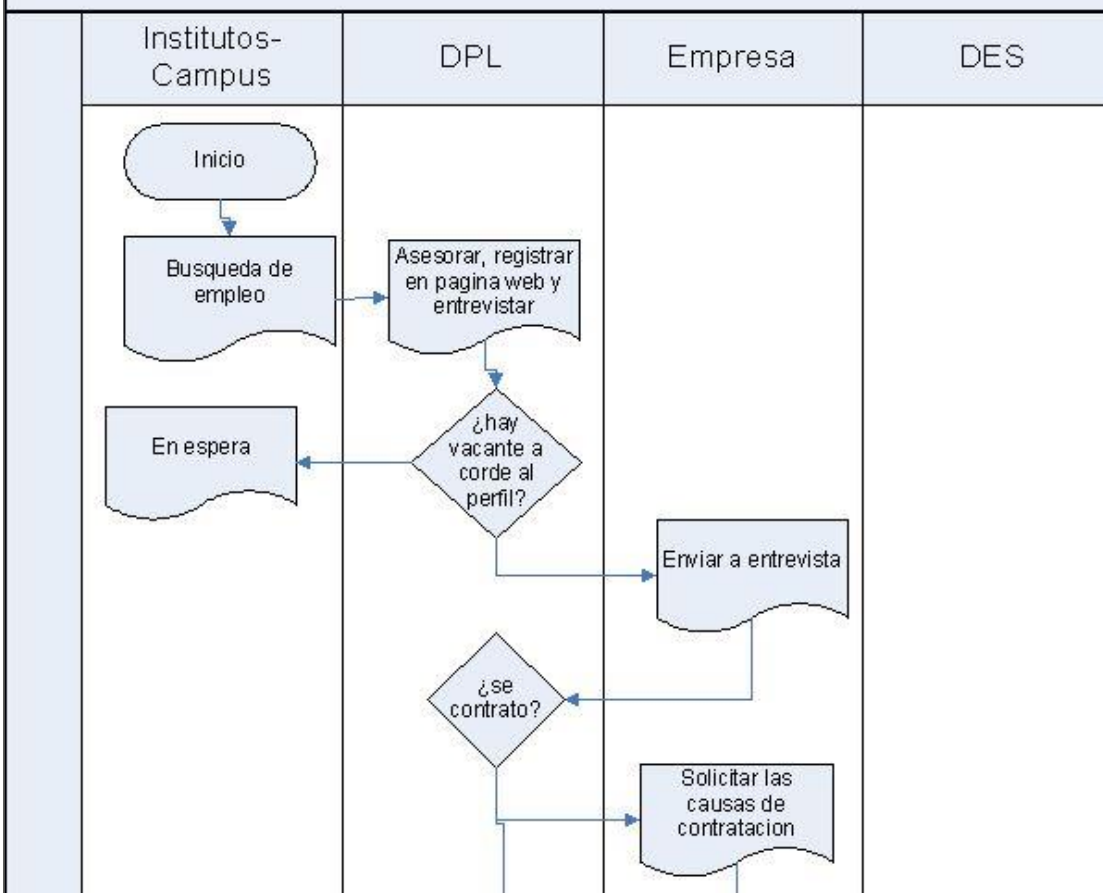 Institutos-
Campus
DPL
Empresa
DES
Inicio
Busqueda de
empleo
Asesorar, registrar
en pagina web y
entrevistar
¿hay
vacante a
corde al
perfil?
En espera
Enviar a entrevista
¿se
contrato?
Solicitar las
causas de
contratacion